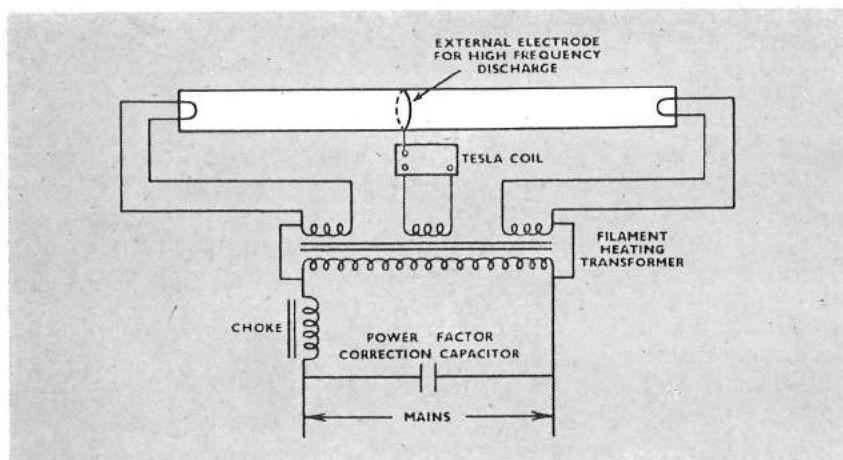 EXTERNAL ELECTRODE
FOR HIGH FREQUENCY
DISCHARGE
TESLA COIL
FILAMENT
HEATING
TRANSFORMER
CHOKE
POWER FACTOR
CORRECTION CAPACITOR
MAINS